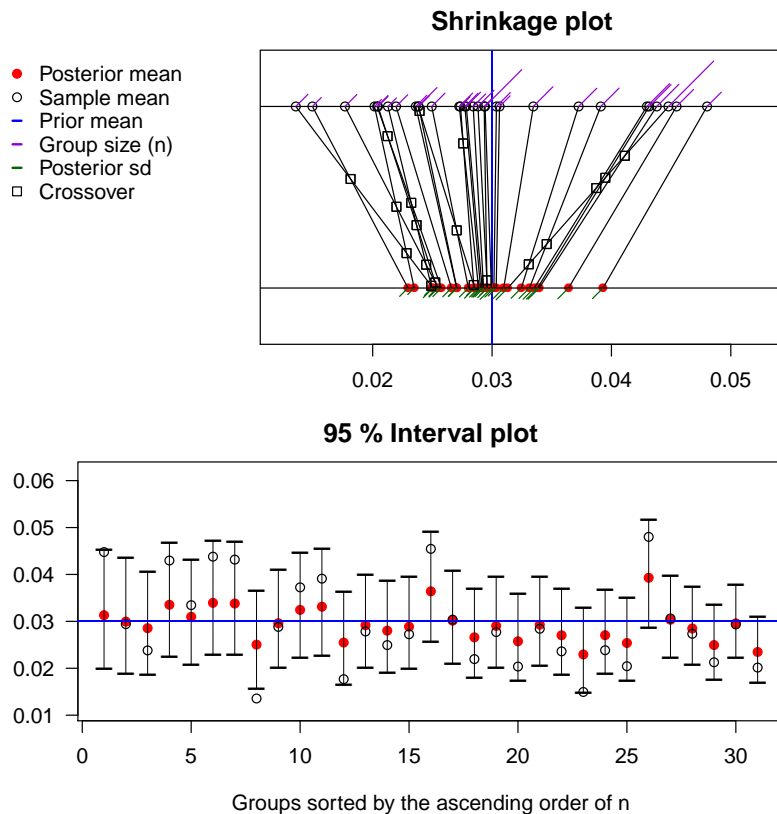 Shrinkage plot
Posterior mean
Sample mean
Prior mean
Group size (n)
Posterior sd
Crossover
0.02 0.03 0.04 0.05
95 % Interval plot
0.06
0.05
0.04
0.03
0.02
0.01
0 5 10 15 20 25 30
Groups sorted by the ascending order of n